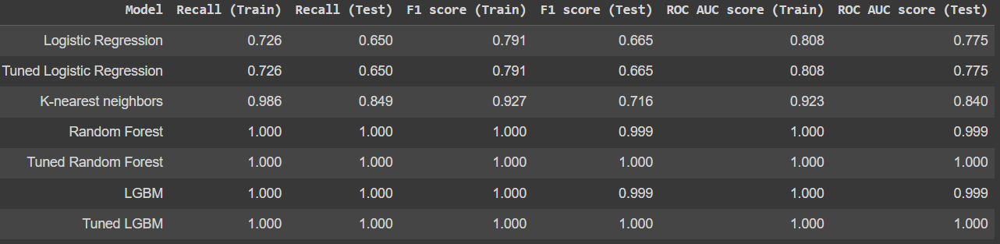 Model Recall (Train) Recall (Test) F1 score (Train) F1 score (Test) ROC AUC score (Train) ROC AUC score (Test)
Logistic Regression 0.726 0.650 0.791 0.665 0.808 0.775
Tuned Logistic Regression 0.726 0.650 0.791 0.665 0.808 0.775
K-nearest neighbors 0.986 0.849 0.927 0.716 0.923 0.840
Random Forest 1.000 1.000 1.000 0.999 1.000 0.999
Tuned Random Forest 1.000 1.000 1.000 1.000 1.000 1.000
LGBM 1.000 1.000 1.000 0.999 1.000 0.999
Tuned LGBM 1.000 1.000 1.000 1.000 1.000 1.000